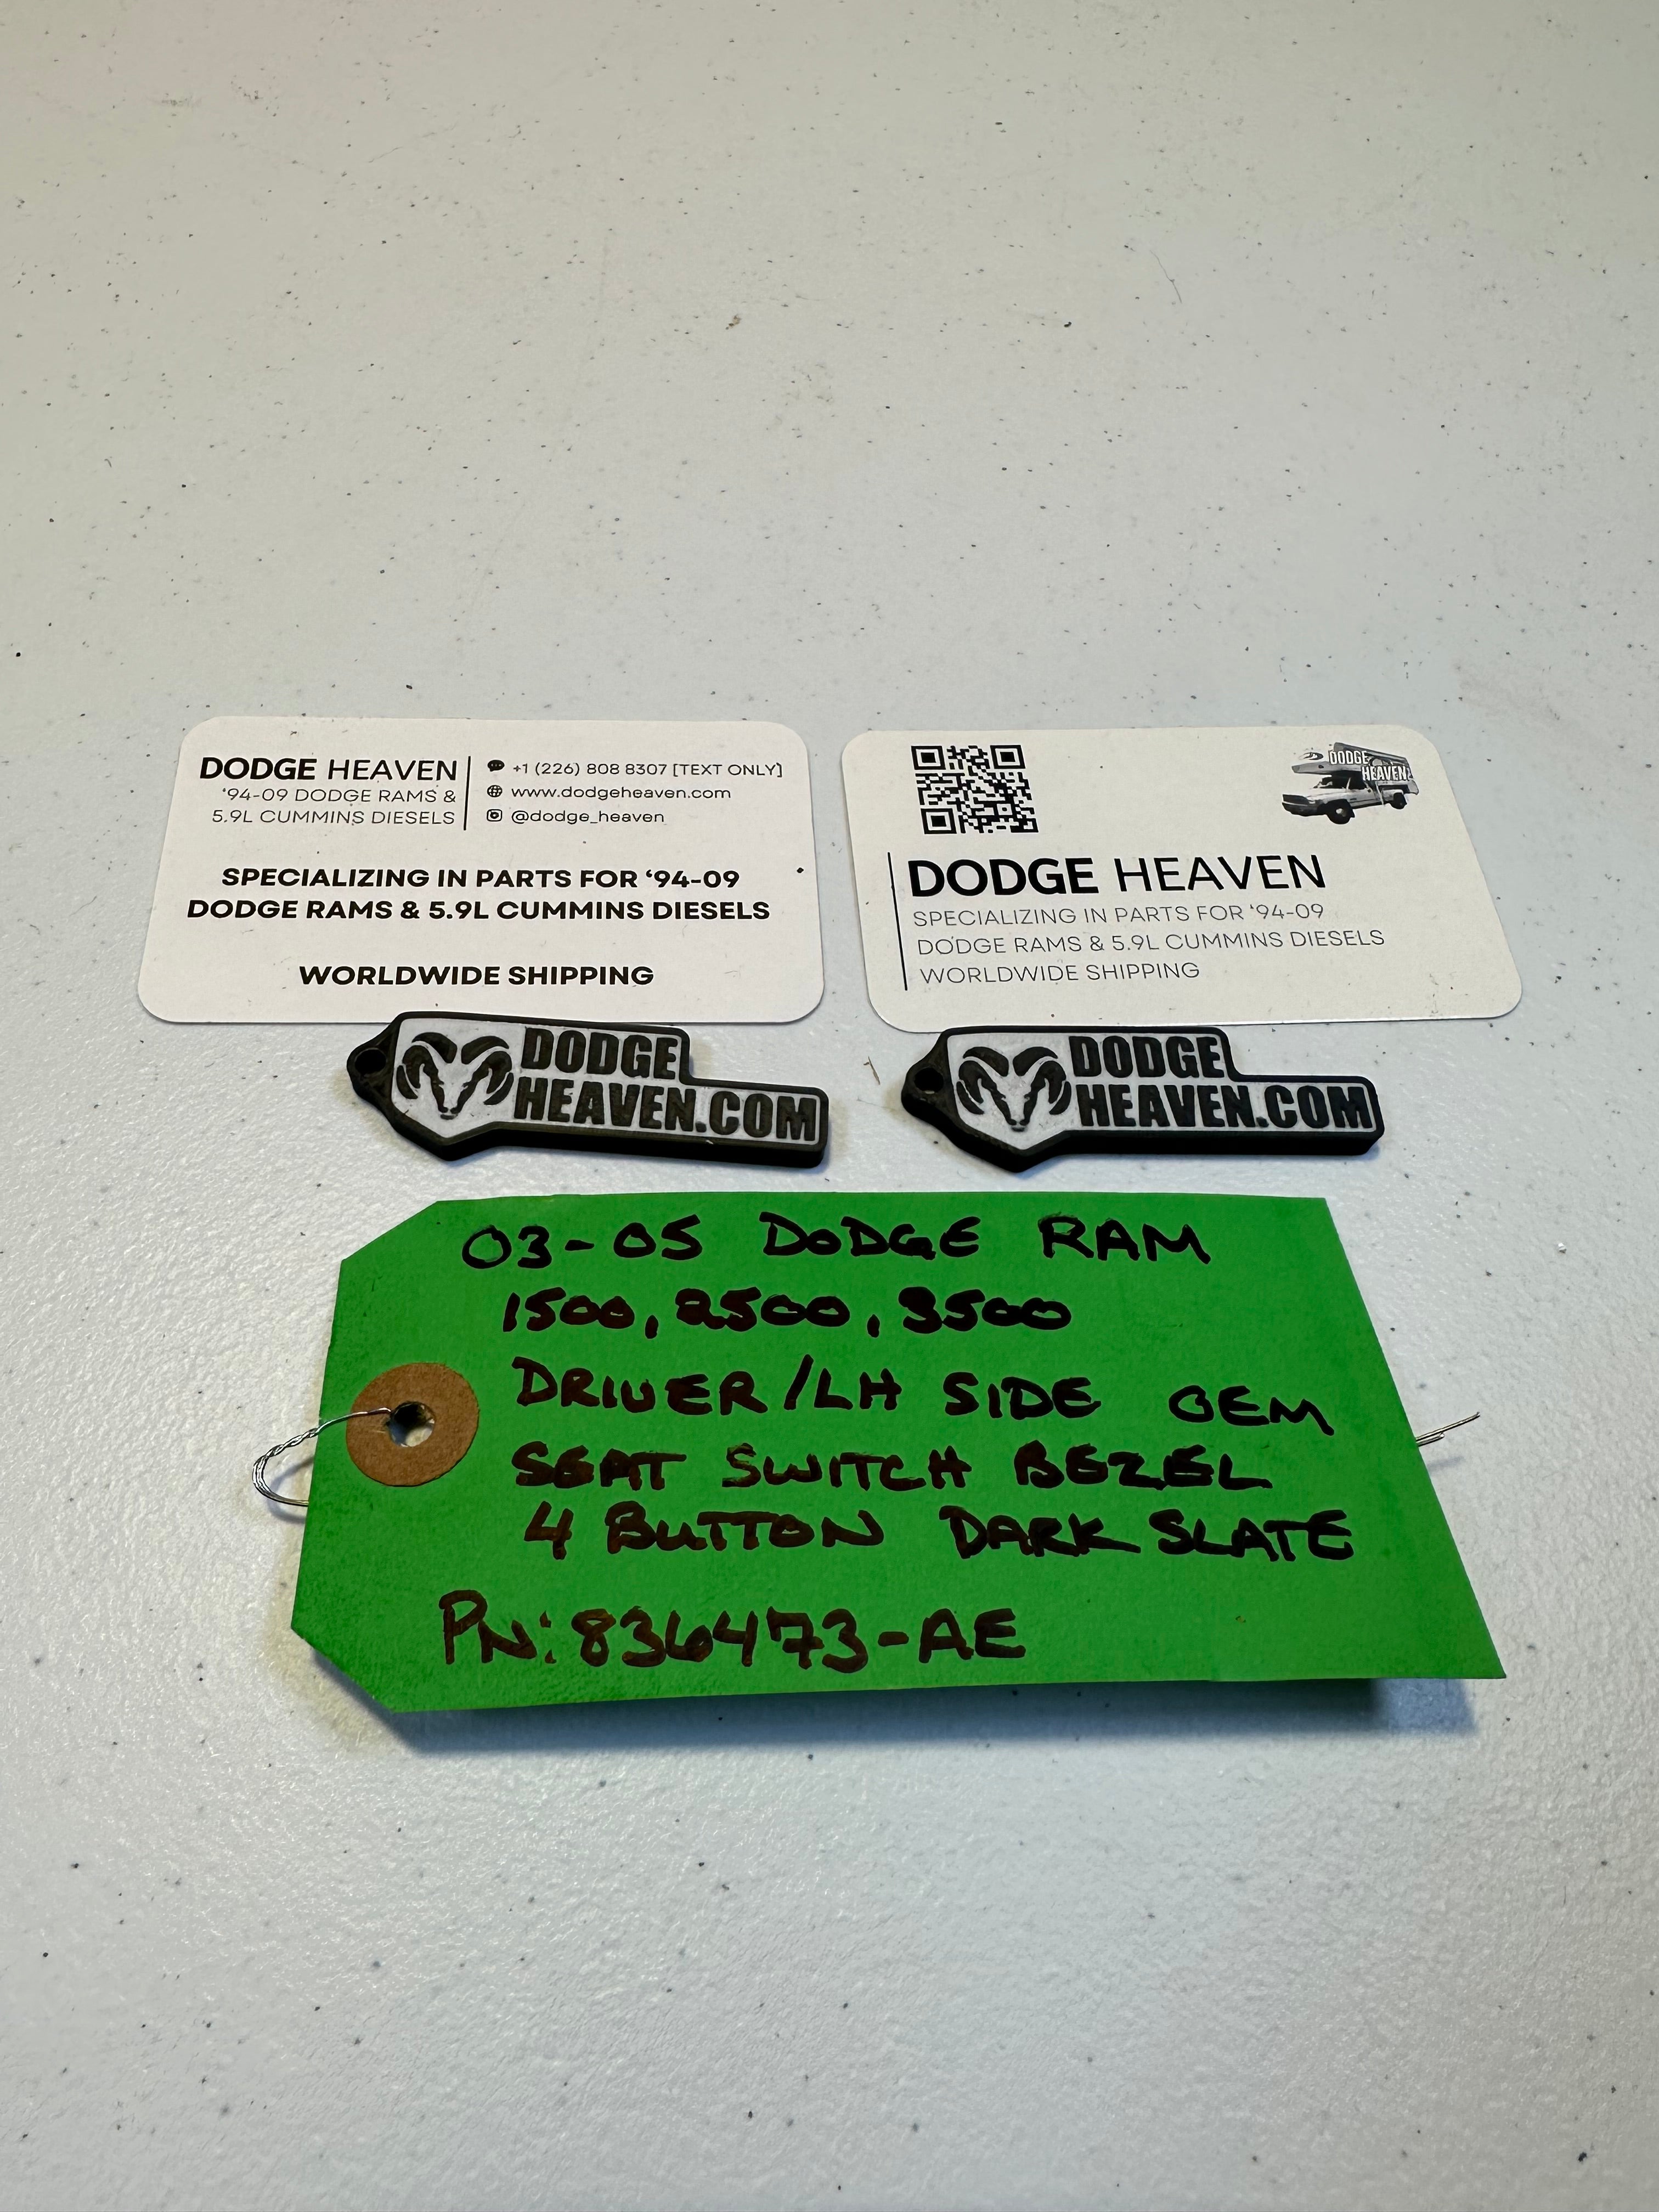 DODGE HEAVEN
'94-09 DODGE RAMS &
5.9L CUMMINS DIESELS
+1 (226) 808 8307 [TEXT ONLY]
www.dodgeheaven.com
@dodge_heaven
SPECIALIZING IN PARTS FOR '94-09
DODGE RAMS & 5.9L CUMMINS DIESELS
WORLDWIDE SHIPPING
DODGE
HEAVEN
DODGE HEAVEN
SPECIALIZING IN PARTS FOR '94-09
DODGE RAMS & 5.9L CUMMINS DIESELS
WORLDWIDE SHIPPING
DODGE
HEAVEN.COM
DODGE
HEAVEN.COM
03-05 DODGE RAM
1500, 2500, 3500
DRIVER/LH SIDE OEM
SEAT SWITCH BEZEL
4 BUTTON DARK SLATE
PN: 836473-AE